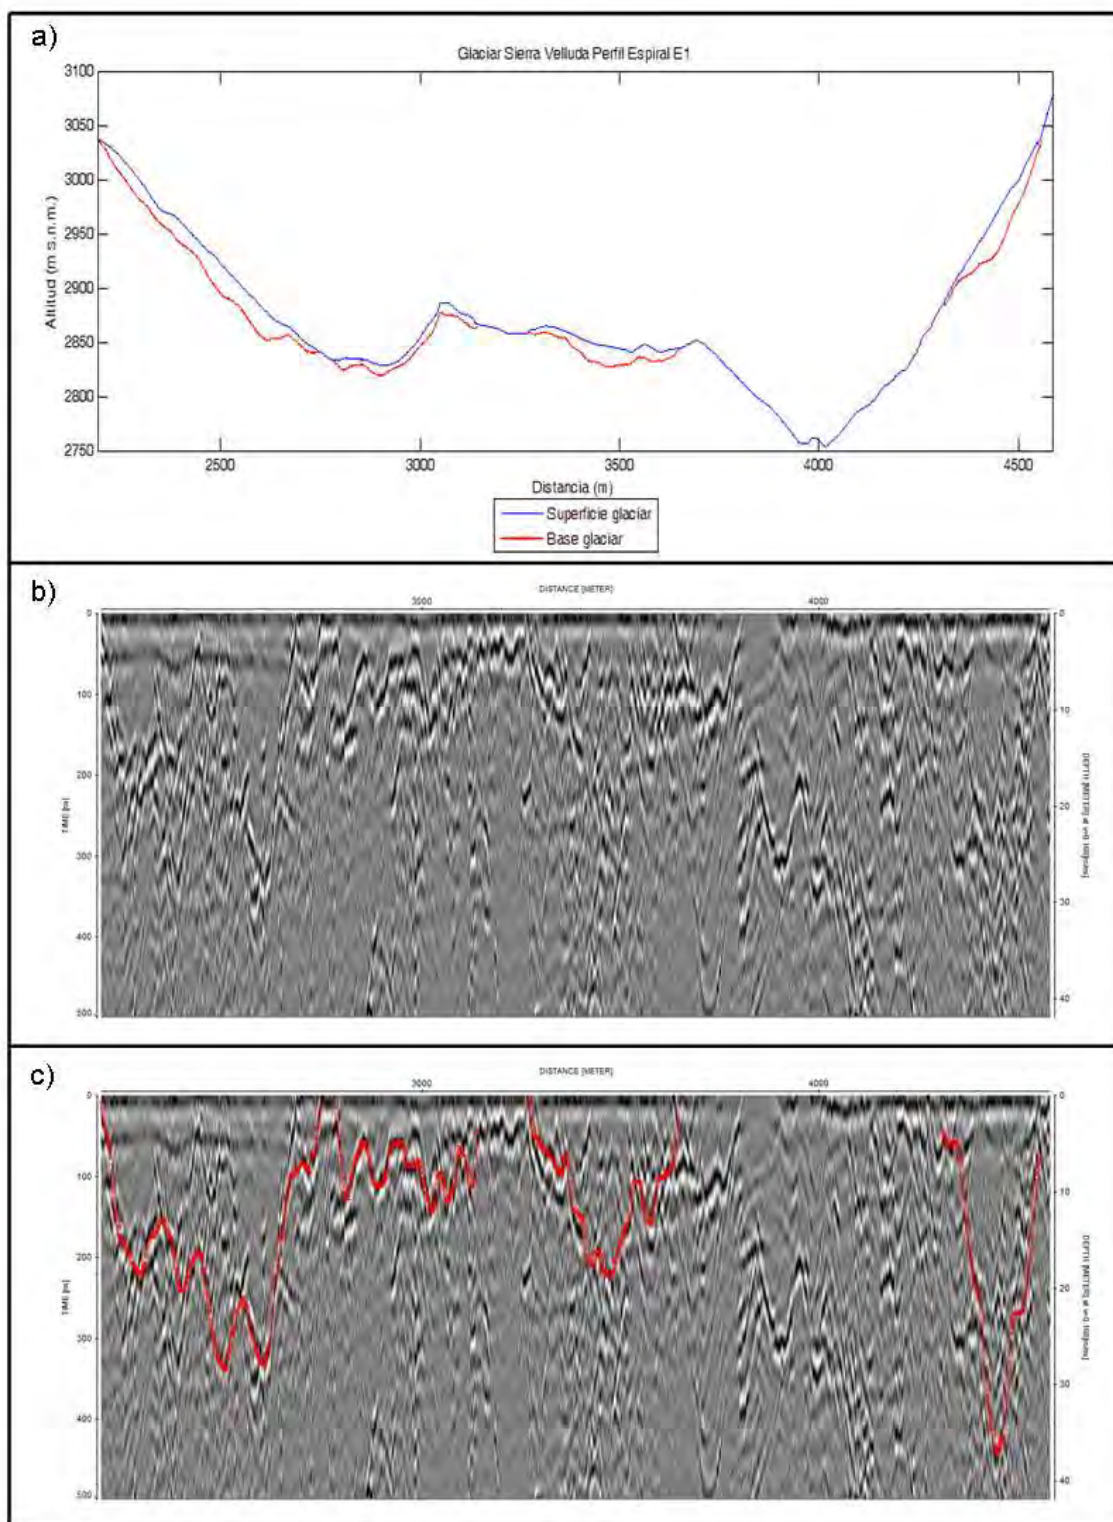 a)
Glaciar Sierra Velluda Perfil Espiral E1
3100
3050
3000
2950
2900
2850
2800
2750
Altitud (m s.n.m.)
2500 3000 3500 4000 4500
Distancia (m)
Superficie glaciar
Base glaciar
b)
DISTANCE [METER]
3000 4000
0 0
100 10
200 20
300 30
400 40
500
TIME [ns]
c)
DISTANCE [METER]
3000 4000
0 0
100 10
200 20
300 30
400 40
500
TIME [ns]